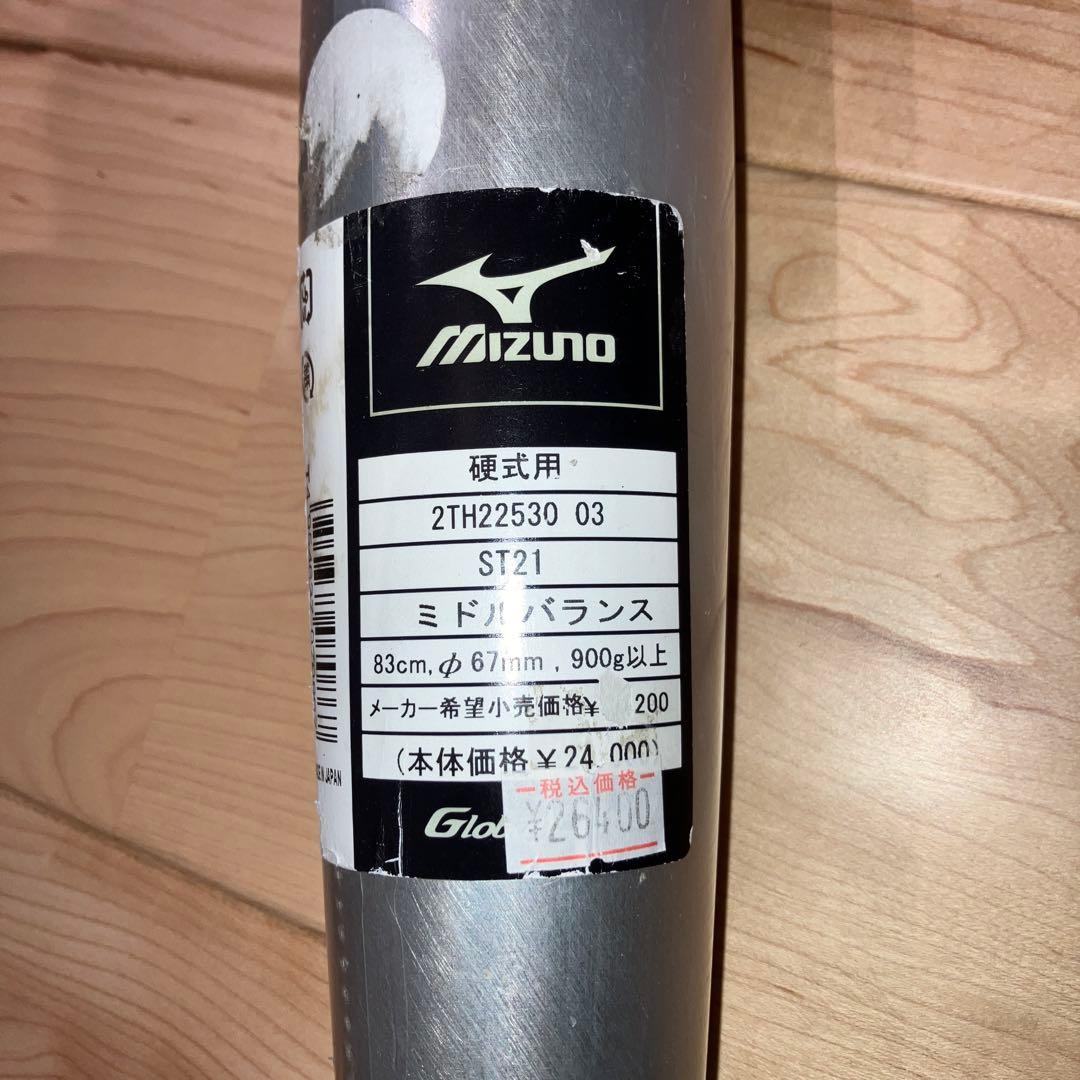 MIZUNO
硬式用
2TH22530 03
ST21
ミドルバランス
83cm,φ67mm,900g以上
メーカー希望小売価格¥ 200
(本体価格¥24,000)
税込価格
¥26400
Glob
JAPAN